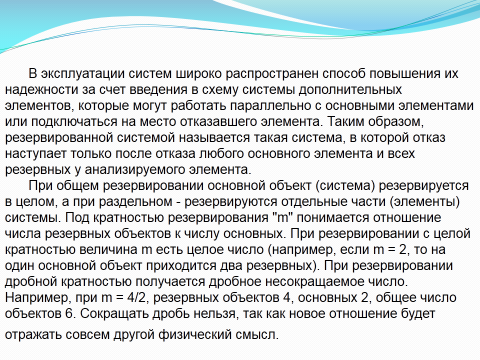 В эксплуатации систем широко распространен способ повышения их
надежности за счет введения в схему системы дополнительных
элементов, которые могут работать параллельно с основными элементами
или подключаться на место отказавшего элемента. Таким образом,
резервированной системой называется такая система, в которой отказ
наступает только после отказа любого основного элемента и всех
резервных у анализируемого элемента.
При общем резервировании основной объект (система) резервируется
в целом, а при раздельном - резервируются отдельные части (элементы)
системы. Под кратностью резервирования "m" понимается отношение
числа резервных объектов к числу основных. При резервировании с целой
кратностью величина m есть целое число (например, если m = 2, то на
один основной объект приходится два резервных). При резервировании
дробной кратностью получается дробное несокращаемое число.
Например, при m = 4/2, резервных объектов 4, основных 2, общее число
объектов 6. Сокращать дробь нельзя, так как новое отношение будет
отражать совсем другой физический смысл.